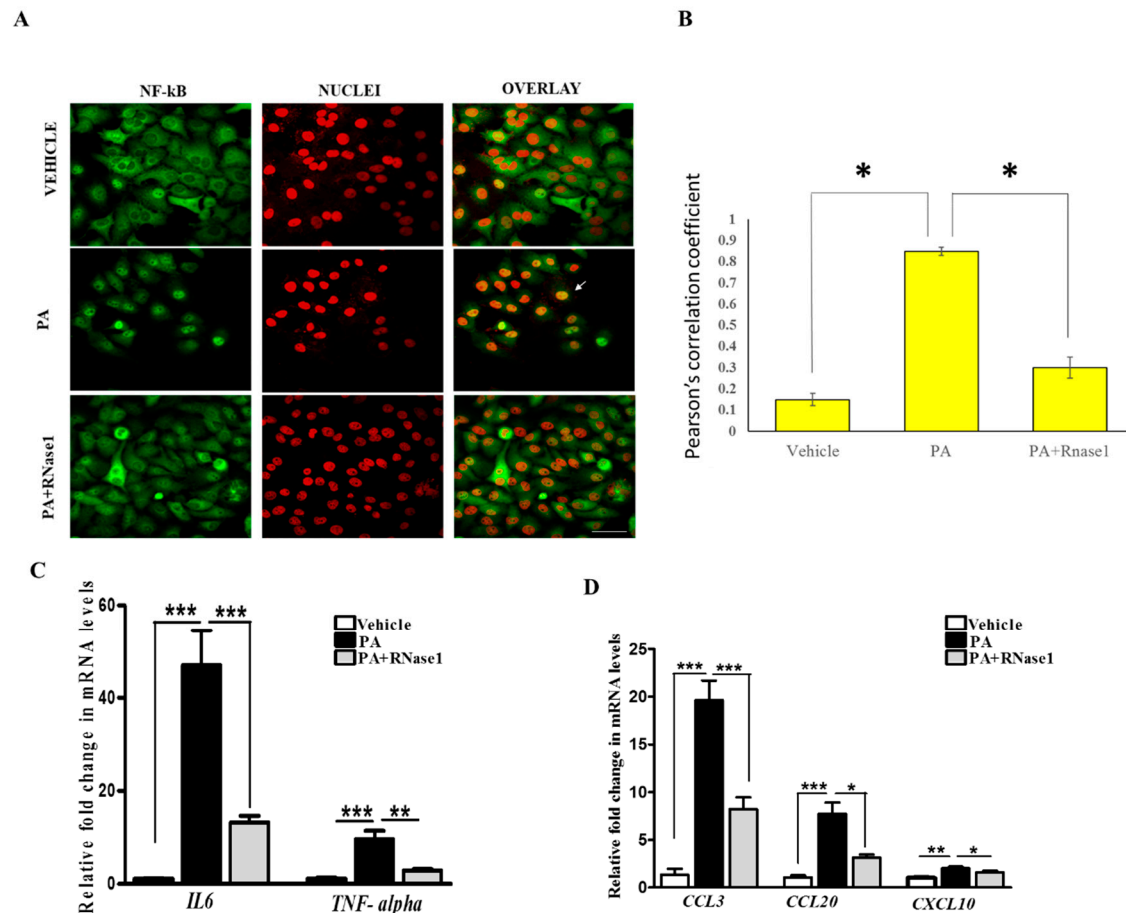 A
B
NF-kB NUCLEI OVERLAY
VEHICLE
PA
PA+RNase1
Pearson's correlation coefficient
* *
1
0.9
0.8
0.7
0.6
0.5
0.4
0.3
0.2
0.1
0
Vehicle PA PA+Rnase1
C
Relative fold change in mRNA levels
60
40
20
0
*** ***
*** **
Vehicle
PA
PA+RNase1
IL6 TNF- alpha
D
Relative fold change in mRNA levels
25
20
15
10
5
0
*** ***
*** *
** *
Vehicle
PA
PA+RNase1
CCL3 CCL20 CXCL10